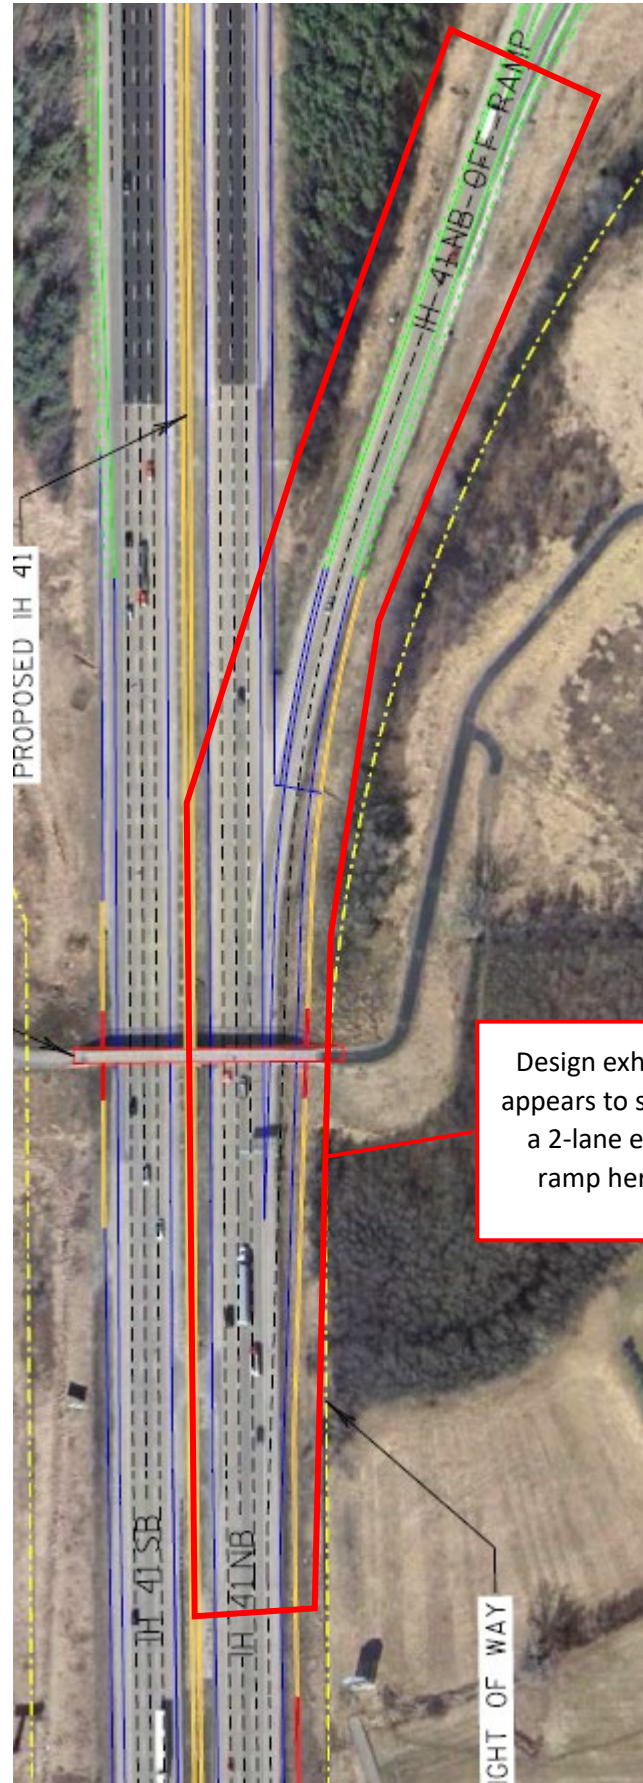 IH 41 NB OFF-RAMP
PROPOSED IH 41
Design exh
appears to s
a 2-lane e
ramp her
IH 41 SB
IH 41NB
IGHT OF WAY